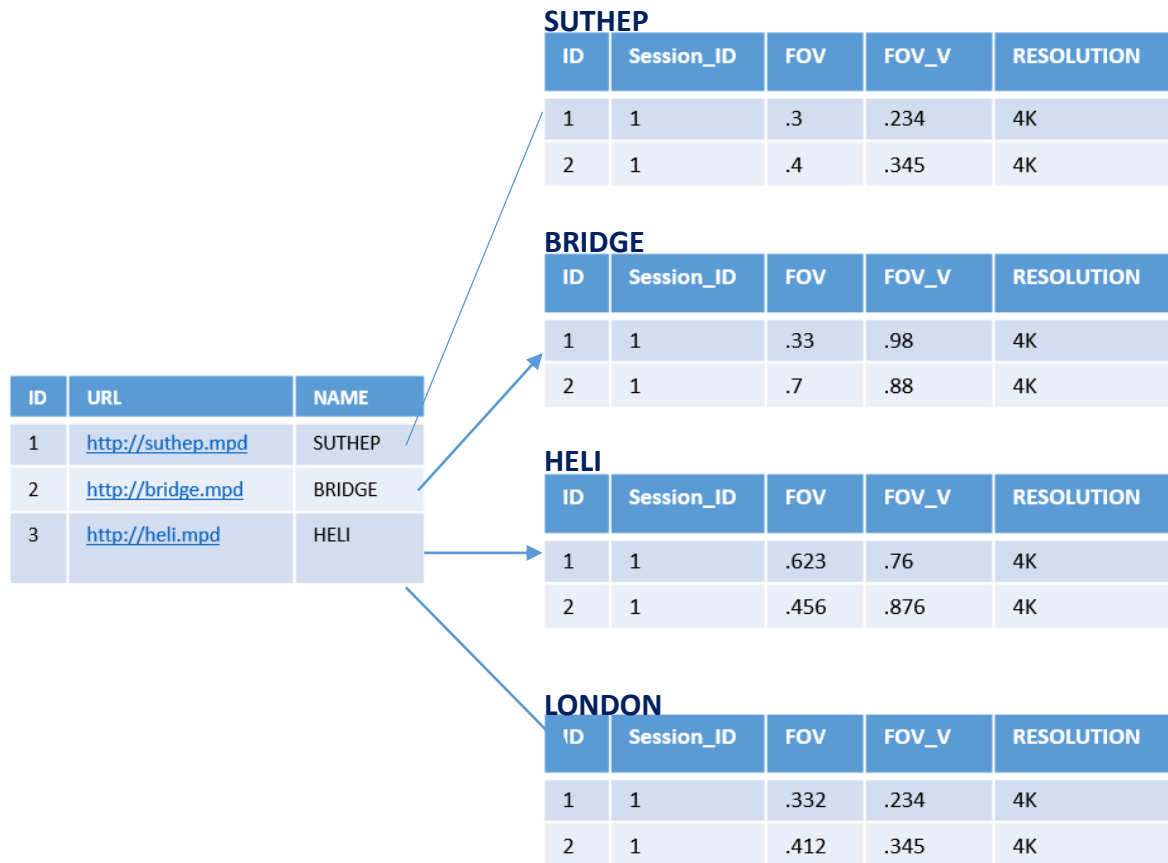 SUTHEP
ID Session_ID FOV FOV_V RESOLUTION
1 1 .3 .234 4K
2 1 .4 .345 4K
BRIDGE
ID Session_ID FOV FOV_V RESOLUTION
1 1 .33 .98 4K
2 1 .7 .88 4K
ID URL NAME
1 http://suthep.mpd SUTHEP
2 http://bridge.mpd BRIDGE
3 http://heli.mpd HELI
HELI
ID Session_ID FOV FOV_V RESOLUTION
1 1 .623 .76 4K
2 1 .456 .876 4K
LONDON
ID Session_ID FOV FOV_V RESOLUTION
1 1 .332 .234 4K
2 1 .412 .345 4K